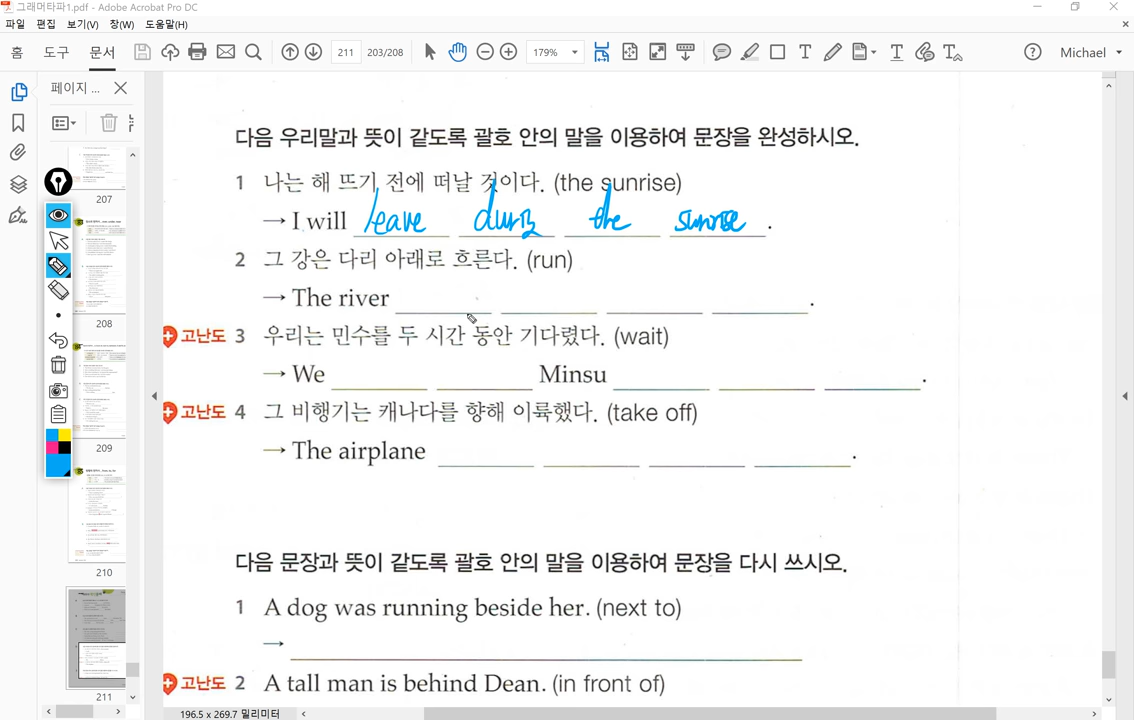 그래머타파1.pdf - Adobe Acrobat Pro DC
파일 편집 보기(V) 창(W) 도움말(H)
홈 도구 문서 211 203/208 179% Michael
페이지 ...
다음 우리말과 뜻이 같도록 괄호 안의 말을 이용하여 문장을 완성하시오.
1 나는 해 뜨기 전에 떠날 것이다. (the sunrise)
→ I will leave during the sunrise .
2 그 강은 다리 아래로 흐른다. (run)
→ The river .
고난도 3 우리는 민수를 두 시간 동안 기다렸다. (wait)
→ We Minsu .
고난도 4 그 비행기는 캐나다를 향해 이륙했다. (take off)
→ The airplane .
다음 문장과 뜻이 같도록 괄호 안의 말을 이용하여 문장을 다시 쓰시오.
1 A dog was running beside her. (next to)
→
고난도 2 A tall man is behind Dean. (in front of)
207
208
209
210
211
196.5 x 269.7 밀리미터